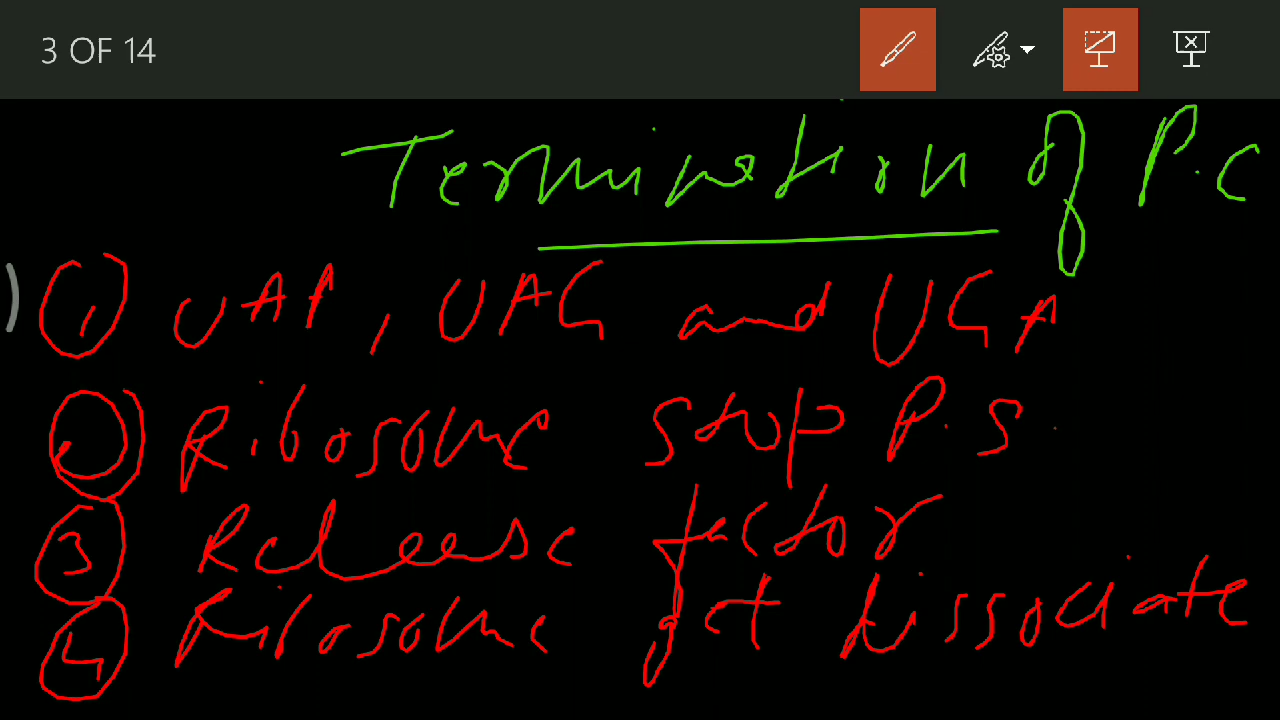 3 OF 14
Termination of P.C
1 UAA, UAG and UGA
2 Ribosome stop P.S
3 Release factor
4 Ribosome get dissociate